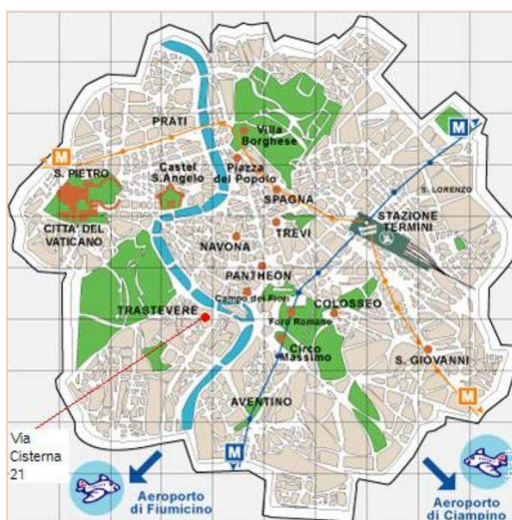 PRATI
Villa
Borghese
M
M
S. PIETRO
Castel
S. Angelo
Piazza
del Popolo
CITTA' DEL
VATICANO
SPAGNA
S. LORENZO
STAZIONE
TERMINI
TREVI
NAVONA
PANTHEON
Campo dei Fiori
TRASTEVERE
COLOSSEO
Foro Romano
Circo
Massimo
S. GIOVANNI
AVENTINO
M
M
Via
Cisterna
21
Aeroporto
di Fiumicino
Aeroporto
di Ciampino